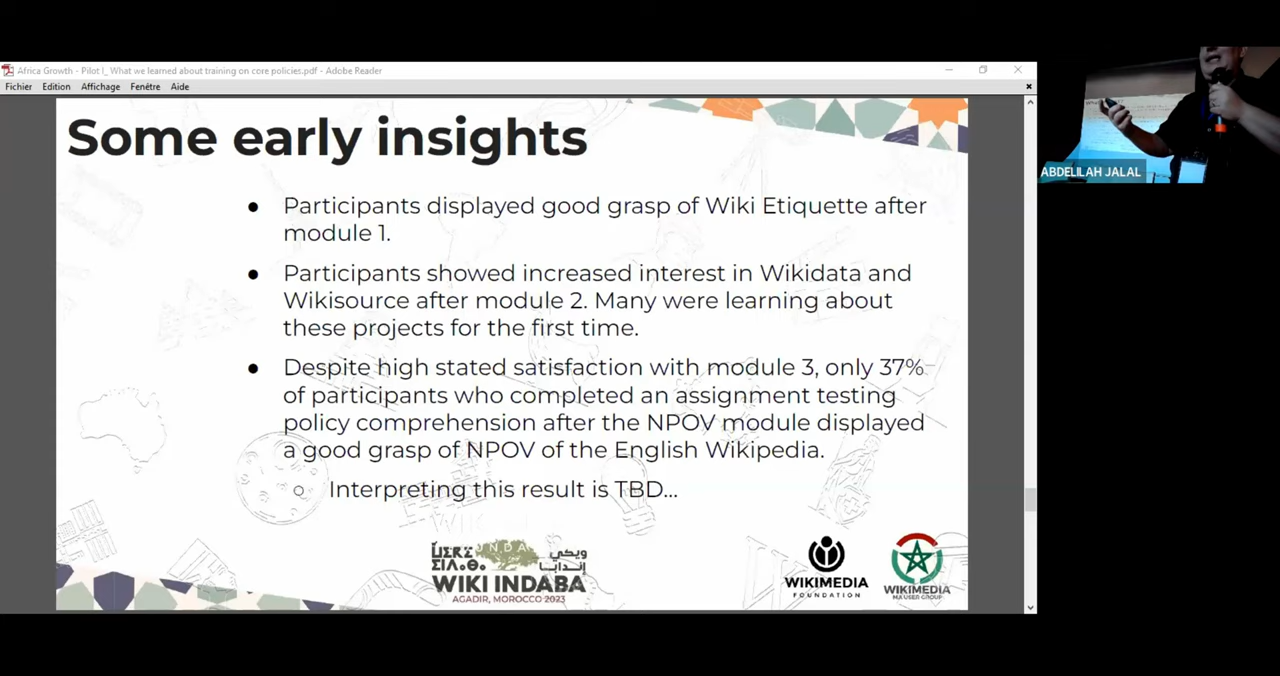 Africa Growth - Pilot I_ What we learned about training on core policies.pdf - Adobe Reader
Fichier Edition Affichage Fenêtre Aide
ABDELILAH JALAL
Some early insights
● Participants displayed good grasp of Wiki Etiquette after
module 1.
● Participants showed increased interest in Wikidata and
Wikisource after module 2. Many were learning about
these projects for the first time.
● Despite high stated satisfaction with module 3, only 37%
of participants who completed an assignment testing
policy comprehension after the NPOV module displayed
a good grasp of NPOV of the English Wikipedia.
○ Interpreting this result is TBD...
ويكي
إندابا
WIKI INDABA
AGADIR, MOROCCO 2023
WIKIMEDIA
FOUNDATION
WIKIMEDIA
MA USER GROUP